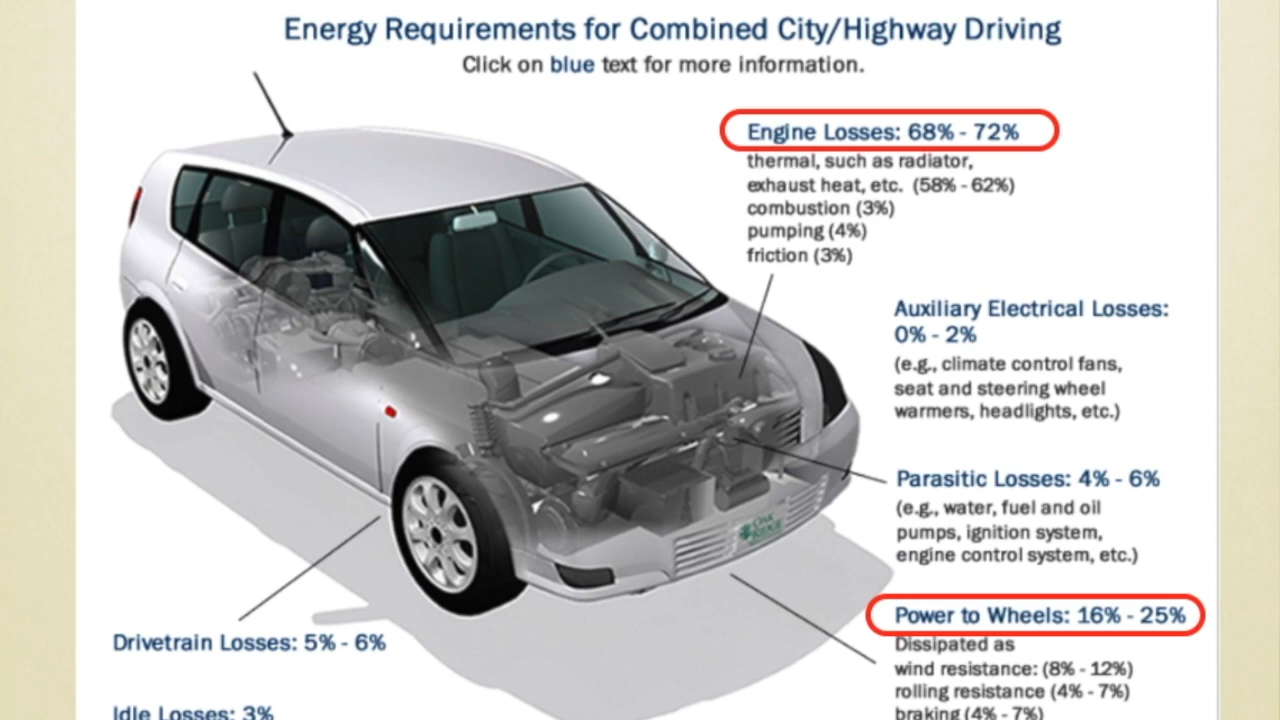 Energy Requirements for Combined City/Highway Driving
Click on blue text for more information.
Engine Losses: 68% - 72%
thermal, such as radiator,
exhaust heat, etc. (58% - 62%)
combustion (3%)
pumping (4%)
friction (3%)
Auxiliary Electrical Losses:
0% - 2%
(e.g., climate control fans,
seat and steering wheel
warmers, headlights, etc.)
Parasitic Losses: 4% - 6%
(e.g., water, fuel and oil
pumps, ignition system,
engine control system, etc.)
Power to Wheels: 16% - 25%
Dissipated as
wind resistance: (8% - 12%)
rolling resistance (4% - 7%)
braking (4% - 7%)
Drivetrain Losses: 5% - 6%
Idle Losses: 3%
OAK
RIDGE